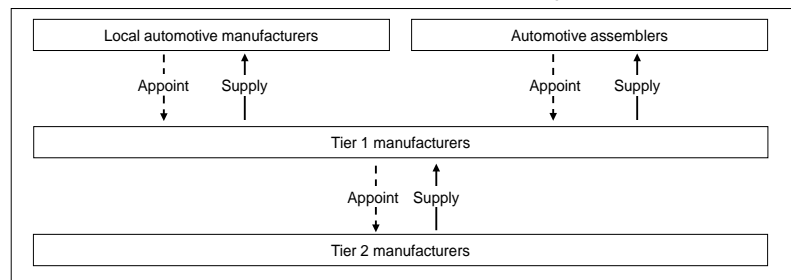 Local automotive manufacturers
Automotive assemblers
Appoint
Supply
Appoint
Supply
Tier 1 manufacturers
Appoint
Supply
Tier 2 manufacturers